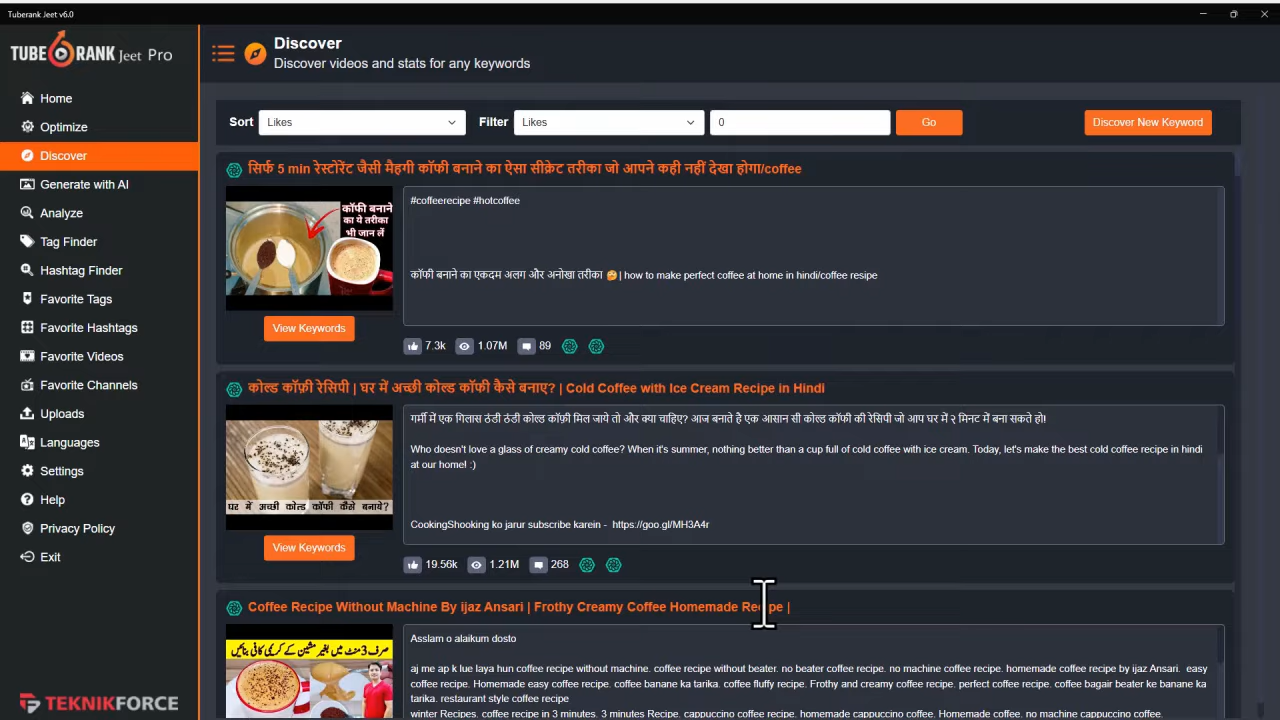 Tuberank Jeet v6.0
TUBE RANK Jeet Pro
Discover
Discover videos and stats for any keywords
Home
Optimize
Discover
Generate with AI
Analyze
Tag Finder
Hashtag Finder
Favorite Tags
Favorite Hashtags
Favorite Videos
Favorite Channels
Uploads
Languages
Settings
Help
Privacy Policy
Exit
TEKNIKFORCE
Sort Likes Filter Likes 0 Go Discover New Keyword
सिर्फ 5 min रेस्टोरेंट जैसी मैहगी कॉफी बनाने का ऐसा सीक्रेट तरीका जो आपने कही नहीं देखा होगा/coffee
कॉफी बनाने
का ये तरीका
भी जान लें
#coffeerecipe #hotcoffee
कॉफी बनाने का एकदम अलग और अनोखा तरीका 🤔| how to make perfect coffee at home in hindi/coffee resipe
View Keywords
7.3k 1.07M 89
कोल्ड कॉफ़ी रेसिपी | घर में अच्छी कोल्ड कॉफी कैसे बनाए? | Cold Coffee with Ice Cream Recipe in Hindi
घर में अच्छी कोल्ड कॉफी कैसे बनाये?
गर्मी में एक गिलास ठंडी ठंडी कोल्ड कॉफ़ी मिल जाये तो और क्या चाहिए? आज बनाते है एक आसान सी कोल्ड कॉफी की रेसिपी जो आप घर में २ मिनट में बना सकते हो!
Who doesn't love a glass of creamy cold coffee? When it's summer, nothing better than a cup full of cold coffee with ice cream. Today, let's make the best cold coffee recipe in hindi
at our home! :)
CookingShooking ko jarur subscribe karein - https://goo.gl/MH3A4r
View Keywords
19.56k 1.21M 268
Coffee Recipe Without Machine By ijaz Ansari | Frothy Creamy Coffee Homemade Recipe |
صرف 3 منٹ میں بغیر مشین کے کریمی کافی بنائیں
Asslam o alaikum dosto
aj me ap k lue laya hun coffee recipe without machine. coffee recipe without beater. no beater coffee recipe. no machine coffee recipe. homemade coffee recipe by ijaz Ansari. easy
coffee recipe. Homemade easy coffee recipe. coffee banane ka tarika. coffee fluffy recipe. Frothy and creamy coffee recipe. perfect coffee recipe. coffee bagair beater ke banane ka
tarika. restaurant style coffee recipe
winter Recipes. coffee recipe in 3 minutes. 3 minutes Recipe. cappuccino coffee recipe. homemade cappuccino coffee. Homemade coffee. no machine coffee recipe.